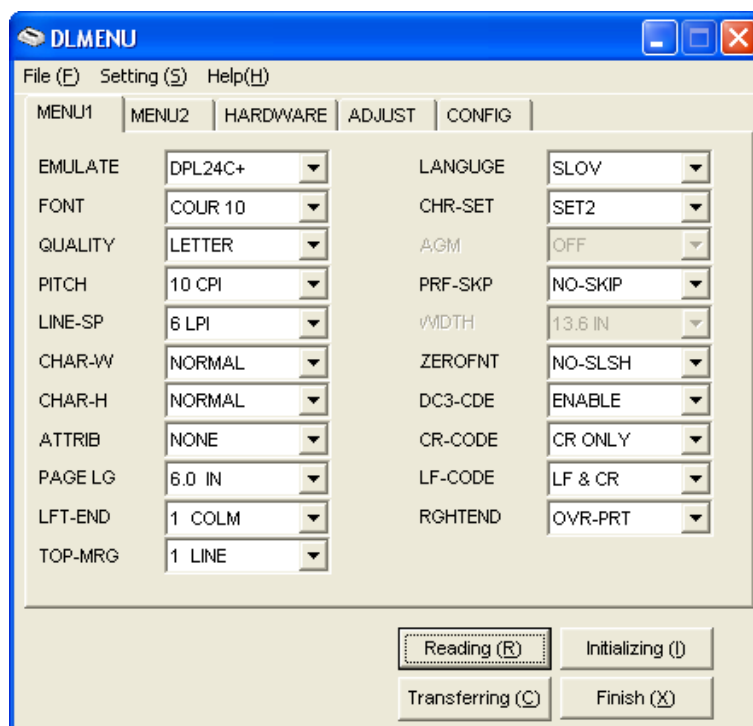 DLMENU
File (F) Setting (S) Help(H)
MENU1 MENU2 HARDWARE ADJUST CONFIG
EMULATE DPL24C+ LANGUGE SLOV
FONT COUR 10 CHR-SET SET2
QUALITY LETTER AGM OFF
PITCH 10 CPI PRF-SKP NO-SKIP
LINE-SP 6 LPI WIDTH 13.6 IN
CHAR-W NORMAL ZEROFNT NO-SLSH
CHAR-H NORMAL DC3-CDE ENABLE
ATTRIB NONE CR-CODE CR ONLY
PAGE LG 6.0 IN LF-CODE LF & CR
LFT-END 1 COLM RGHTEND OVR-PRT
TOP-MRG 1 LINE
Reading (R) Initializing (I)
Transferring (C) Finish (X)